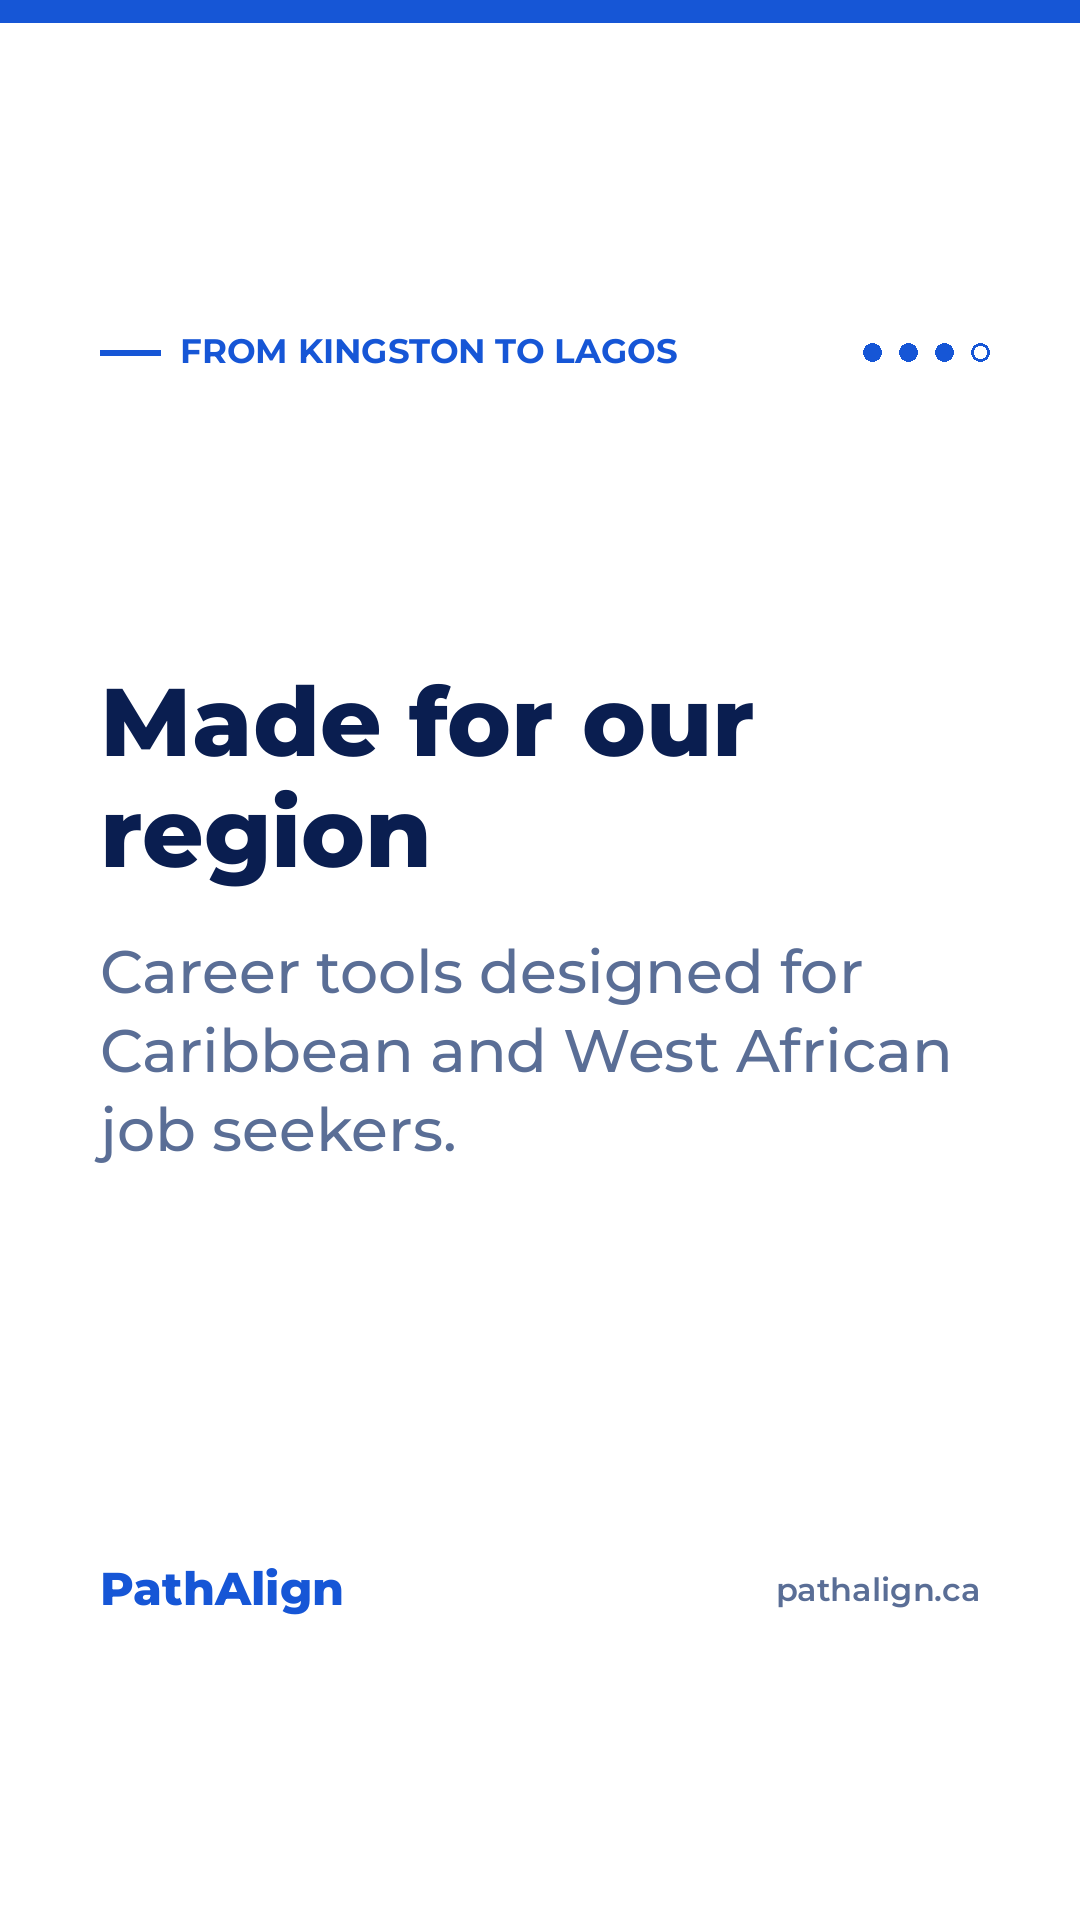 FROM KINGSTON TO LAGOS
Made for our
region
Career tools designed for
Caribbean and West African
job seekers.
PathAlign
pathalign.ca